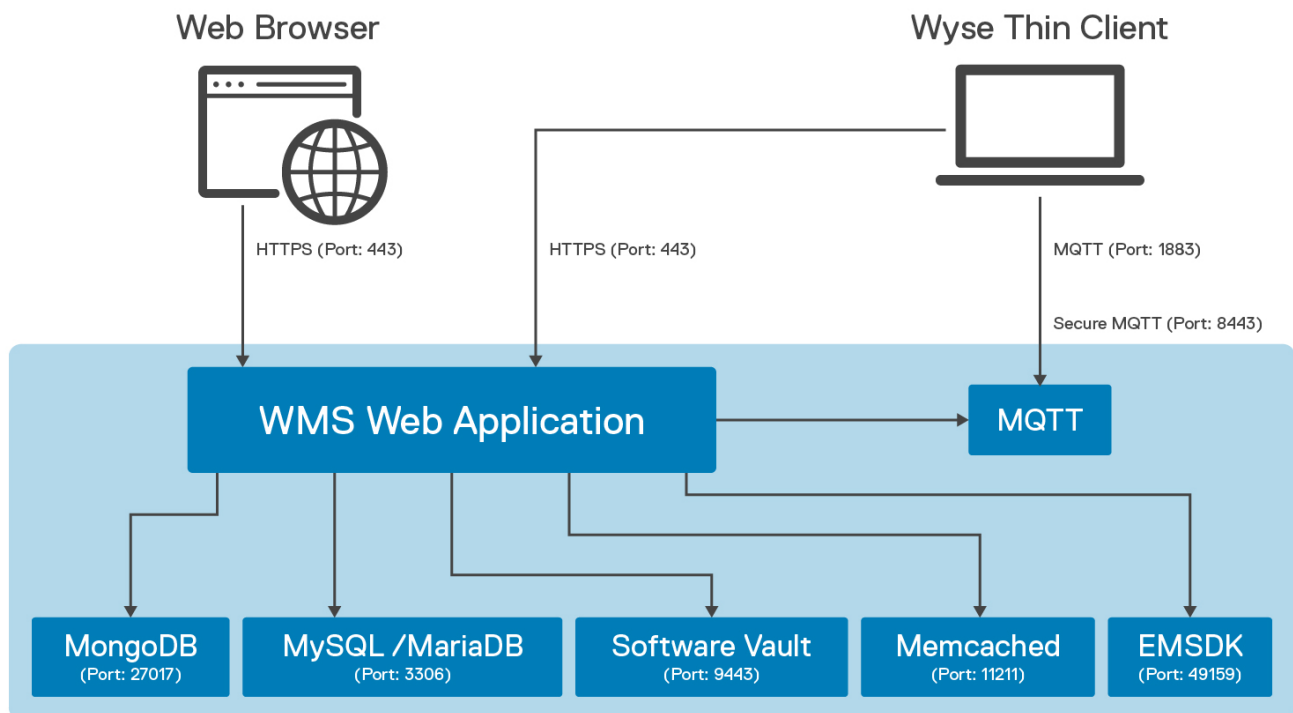 Web Browser
Wyse Thin Client
HTTPS (Port: 443)
HTTPS (Port: 443)
MQTT (Port: 1883)
Secure MQTT (Port: 8443)
WMS Web Application
MQTT
MongoDB
(Port: 27017)
MySQL /MariaDB
(Port: 3306)
Software Vault
(Port: 9443)
Memcached
(Port: 11211)
EMSDK
(Port: 49159)